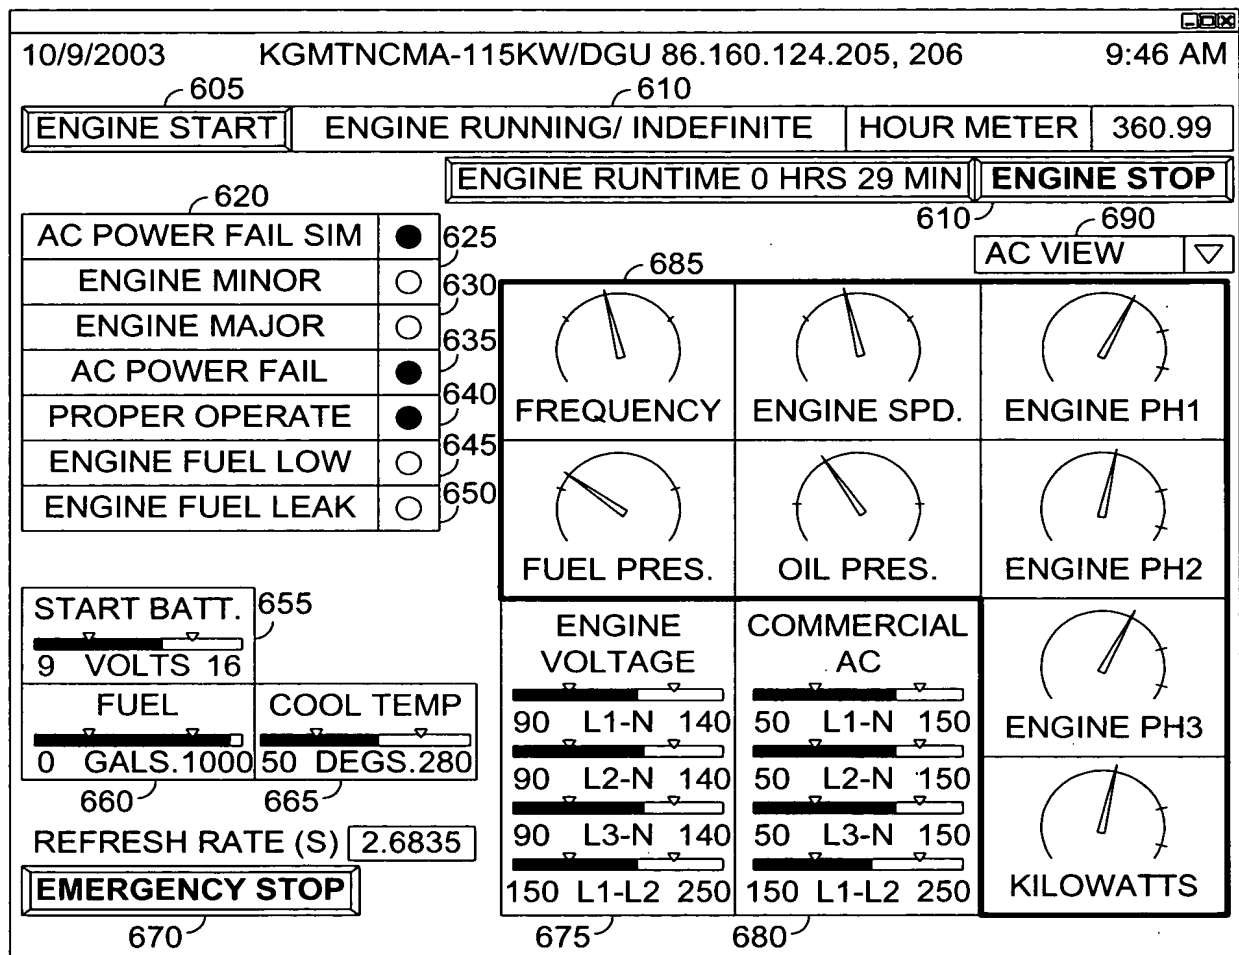 10/9/2003 KGMTNCMA-115KW/DGU 86.160.124.205, 206 9:46 AM
605 610
ENGINE START ENGINE RUNNING/ INDEFINITE HOUR METER 360.99
ENGINE RUNTIME 0 HRS 29 MIN ENGINE STOP
620 610 690
AC POWER FAIL SIM 625 AC VIEW
ENGINE MINOR 630 685
ENGINE MAJOR 635
AC POWER FAIL 640
PROPER OPERATE 645
ENGINE FUEL LOW 650
ENGINE FUEL LEAK
FREQUENCY ENGINE SPD. ENGINE PH1
FUEL PRES. OIL PRES. ENGINE PH2
START BATT. 655
9 VOLTS 16
FUEL COOL TEMP
0 GALS.1000 50 DEGS.280
660 665
REFRESH RATE (S) 2.6835
EMERGENCY STOP
670
ENGINE VOLTAGE
90 L1-N 140
90 L2-N 140
90 L3-N 140
150 L1-L2 250
675
COMMERCIAL AC
50 L1-N 150
50 L2-N 150
50 L3-N 150
150 L1-L2 250
680
ENGINE PH3
KILOWATTS